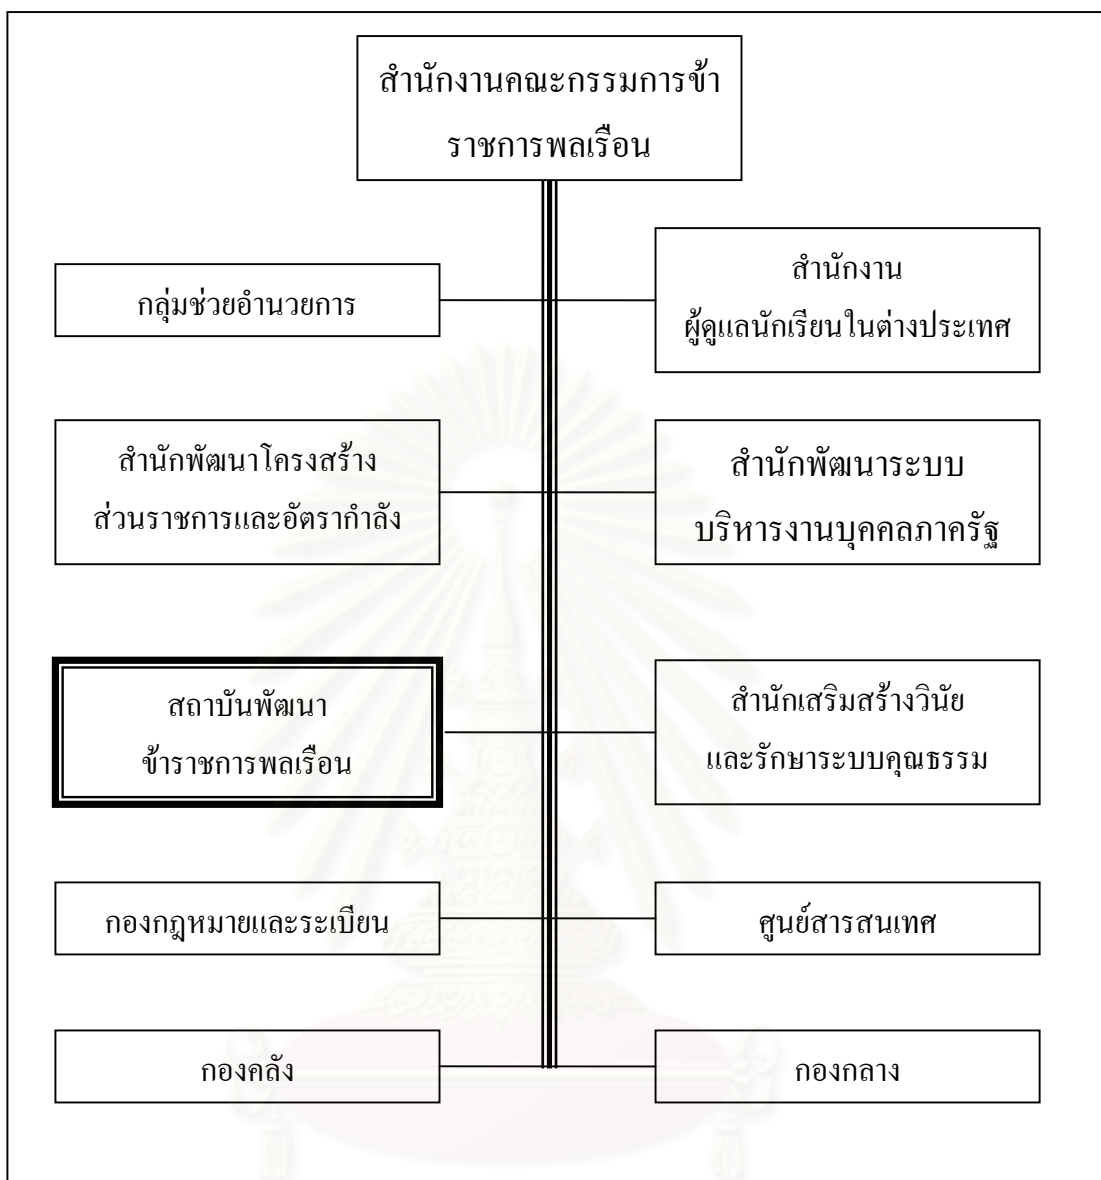 สำนักงานคณะกรรมการข้า
ราชการพลเรือน
กลุ่มช่วยอำนวยการ
สำนักงาน
ผู้ดูแลนักเรียนในต่างประเทศ
สำนักพัฒนาโครงสร้าง
ส่วนราชการและอัตรากำลัง
สำนักพัฒนาระบบ
บริหารงานบุคคลภาครัฐ
สถาบันพัฒนา
ข้าราชการพลเรือน
สำนักเสริมสร้างวินัย
และรักษาระบบคุณธรรม
กองกฎหมายและระเบียน
ศูนย์สารสนเทศ
กองคลัง
กองกลาง